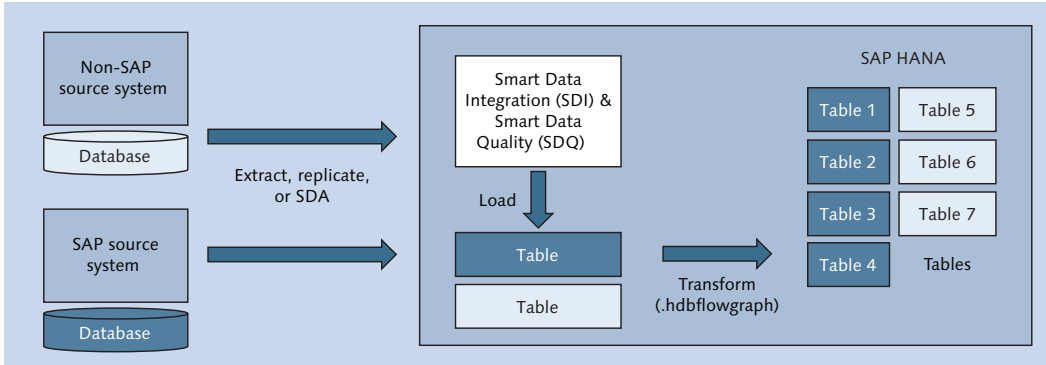 Non-SAP
source system
Database
SAP source
system
Database
Extract, replicate,
or SDA
Smart Data
Integration (SDI) &
Smart Data
Quality (SDQ)
Load
Table
Table
Transform
(.hdbflowgraph)
SAP HANA
Table 1
Table 5
Table 2
Table 6
Table 3
Table 7
Table 4
Tables